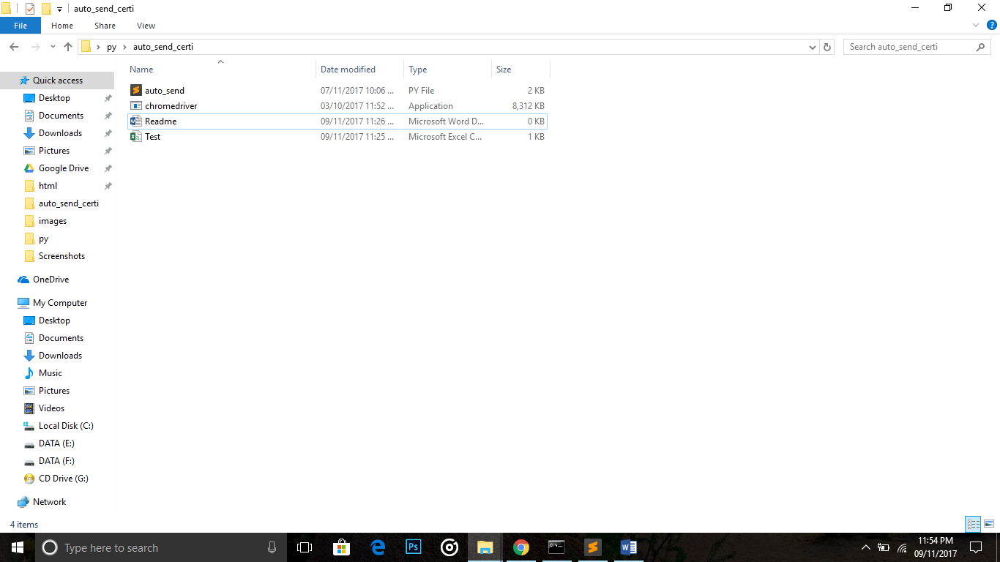 auto_send_certi
File Home Share View
py auto_send_certi
Search auto_send_certi
Name Date modified Type Size
auto_send 07/11/2017 10:06 ... PY File 2 KB
chromedriver 03/10/2017 11:52 ... Application 8,312 KB
Readme 09/11/2017 11:26 ... Microsoft Word D... 0 KB
Test 09/11/2017 11:25 ... Microsoft Excel C... 1 KB
Quick access
Desktop
Documents
Downloads
Pictures
Google Drive
html
auto_send_certi
images
py
Screenshots
OneDrive
My Computer
Desktop
Documents
Downloads
Music
Pictures
Videos
Local Disk (C:)
DATA (E:)
DATA (F:)
CD Drive (G:)
Network
4 items
Type here to search
Ps
11:54 PM
09/11/2017